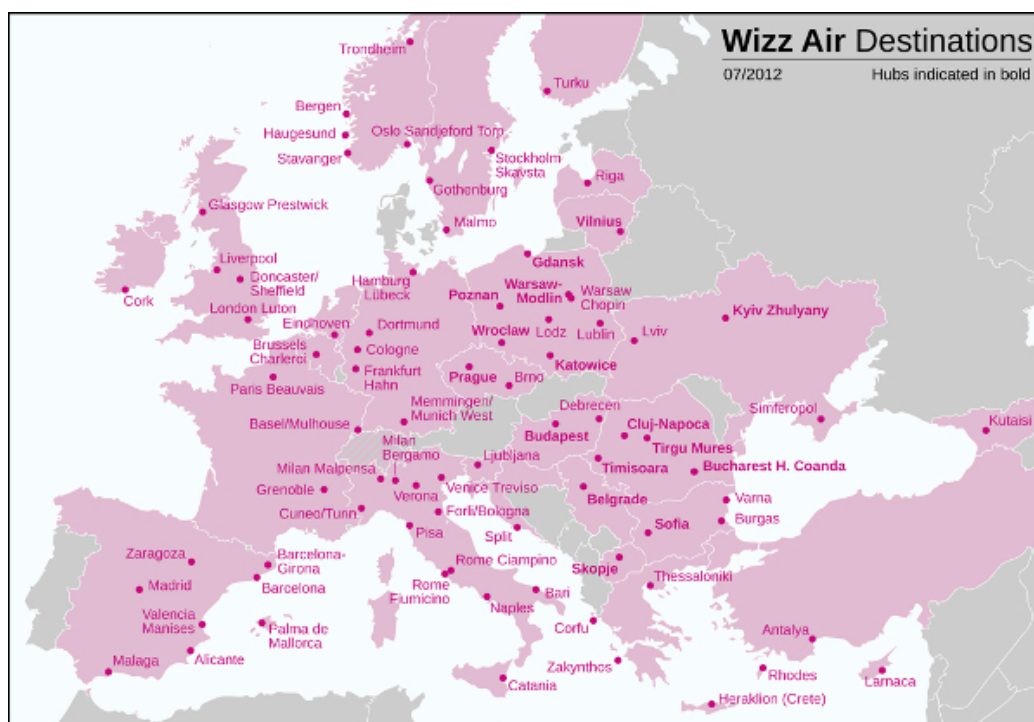 Wizz Air Destinations
07/2012
Hubs indicated in bold
Trondheim
Turku
Bergen
Haugesund
Oslo Sandjeford Torp
Stavanger
Stockholm
Skavsta
Riga
Gothenburg
Glasgow Prestwick
Malmo
Vilnius
Liverpool
Doncaster/
Sheffield
Gdansk
Hamburg
Lübeck
Warsaw-
Modlin
Warsaw
Chopin
Cork
Poznan
London Luton
Kyiv Zhulyany
Eindhoven
Dortmund
Wroclaw
Lodz
Lublin
Lviv
Brussels
Charleroi
Cologne
Katowice
Frankfurt
Hahn
Prague
Brno
Paris Beauvais
Memmingen/
Munich West
Debrecen
Simferopol
Kutaisi
Basel/Mulhouse
Cluj-Napoca
Budapest
Tirgu Mures
Milan
Bergamo
Ljubljana
Timisoara
Bucharest H. Coanda
Milan Malpensa
Grenoble
Verona
Venice Treviso
Belgrade
Varna
Cuneo/Turin
Forli/Bologna
Burgas
Pisa
Split
Sofia
Zaragoza
Barcelona-
Girona
Rome Ciampino
Skopje
Madrid
Barcelona
Rome
Fiumicino
Bari
Thessaloniki
Naples
Valencia
Manises
Palma de
Mallorca
Corfu
Antalya
Malaga
Alicante
Zakynthos
Catania
Rhodes
Larnaca
Heraklion (Crete)